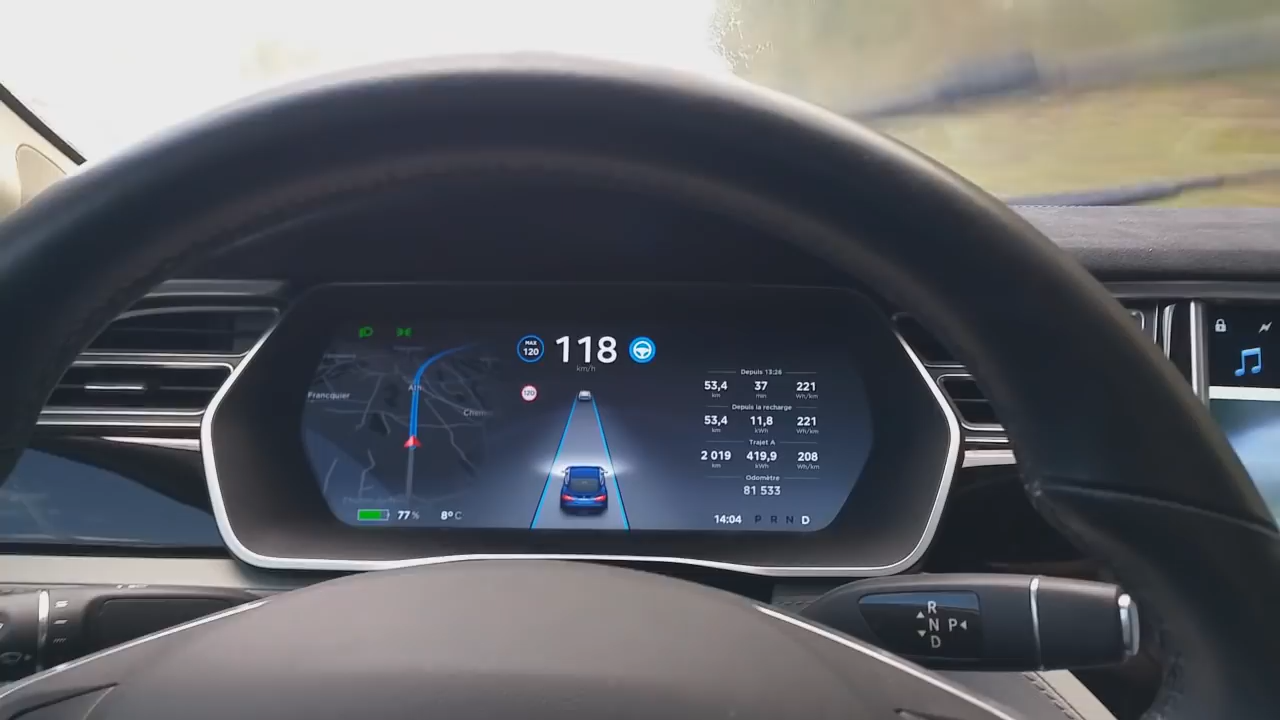 MAX
120
118
km/h
120
Francquier
Ath
77 %
8°C
Depuis 13:26
53,4 37 221
km min Wh/km
Depuis la recharge
53,4 11,8 221
km kWh Wh/km
Trajet A
2 019 419,9 208
km kWh Wh/km
Odomètre
81 533
14:04 P R N D
R
N P
D